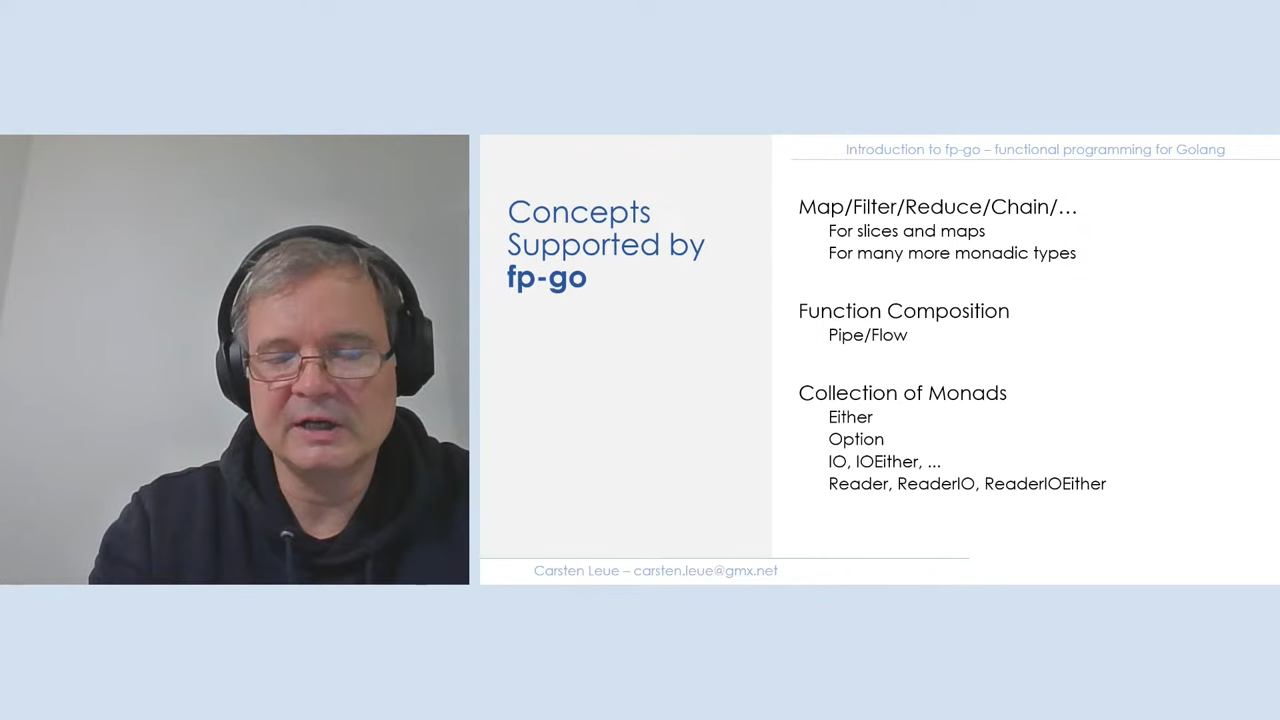 Introduction to fp-go – functional programming for Golang
Concepts
Supported by
fp-go
Map/Filter/Reduce/Chain/…
For slices and maps
For many more monadic types
Function Composition
Pipe/Flow
Collection of Monads
Either
Option
IO, IOEither, ...
Reader, ReaderIO, ReaderIOEither
Carsten Leue – carsten.leue@gmx.net